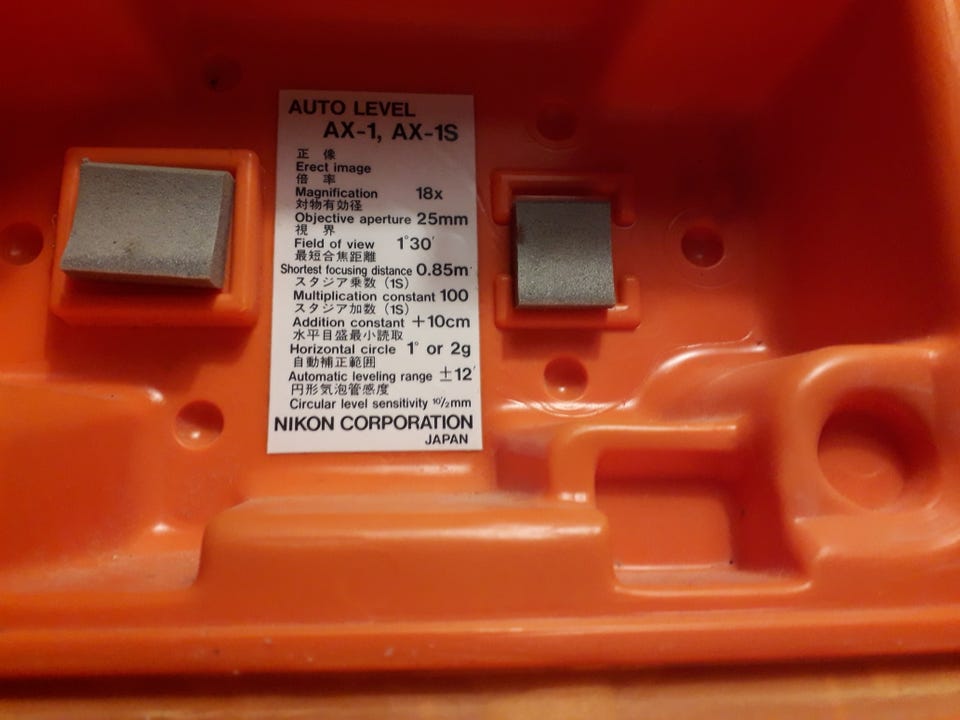 AUTO LEVEL
AX-1, AX-1S
正 像
Erect image
倍 率
Magnification 18x
対物有効径
Objective aperture 25mm
視 界
Field of view 1°30′
最短合焦距離
Shortest focusing distance 0.85m
スタジア乗数 (1S)
Multiplication constant 100
スタジア加数 (1S)
Addition constant +10cm
水平目盛最小読取
Horizontal circle 1° or 2g
自動補正範囲
Automatic leveling range ±12′
円形気泡管感度
Circular level sensitivity 10′/2mm
NIKON CORPORATION
JAPAN